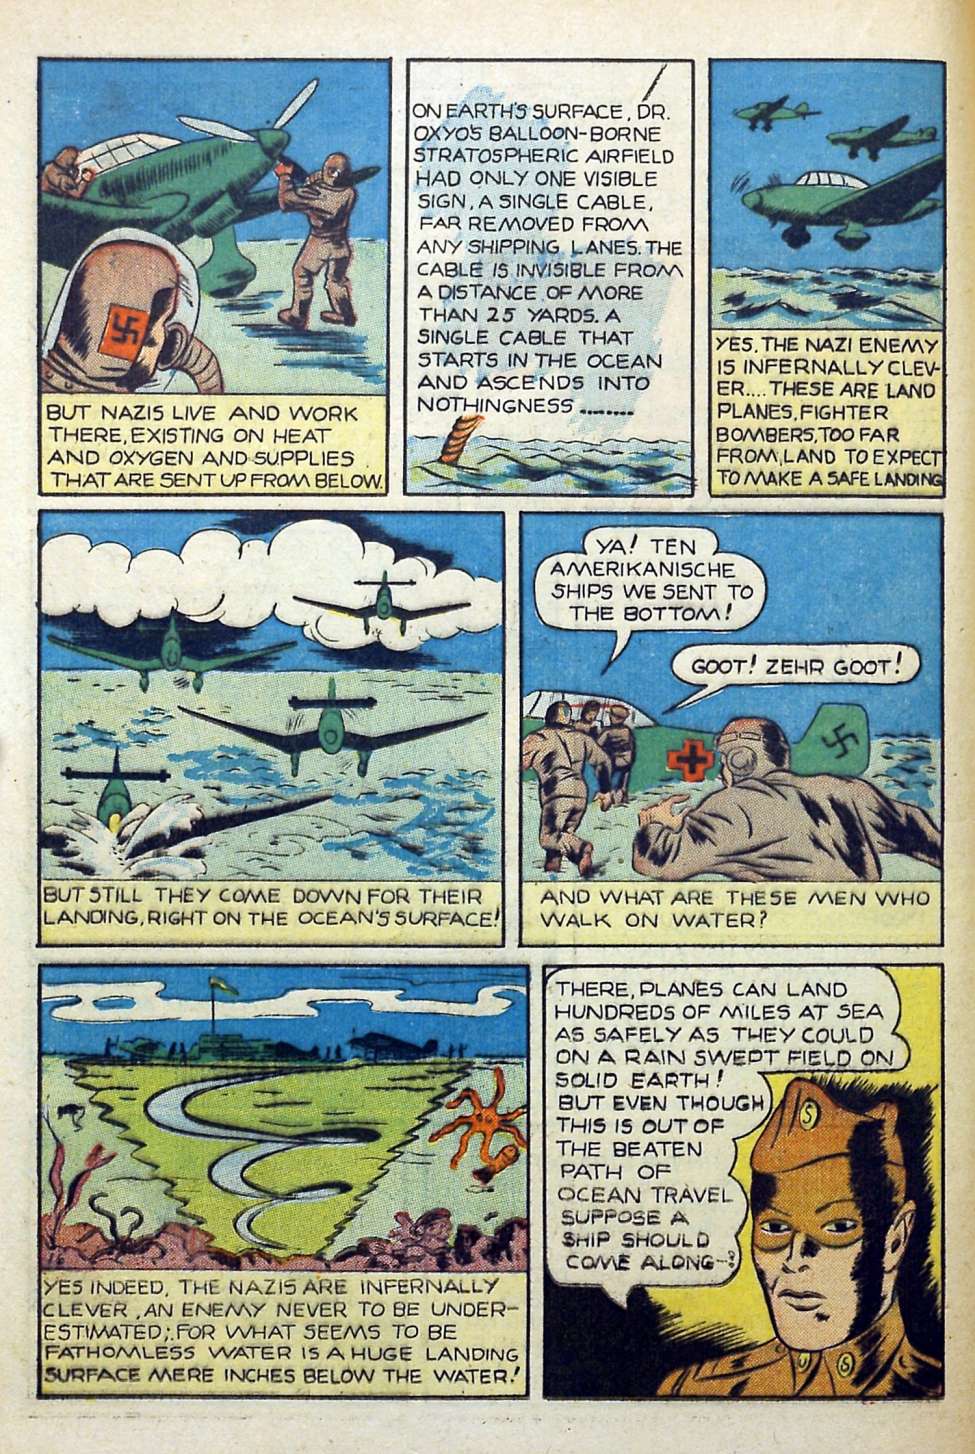 BUT NAZIS LIVE AND WORK
THERE, EXISTING ON HEAT
AND OXYGEN AND SUPPLIES
THAT ARE SENT UP FROM BELOW.
ON EARTH'S SURFACE, DR.
OXYO'S BALLOON-BORNE
STRATOSPHERIC AIRFIELD
HAD ONLY ONE VISIBLE
SIGN, A SINGLE CABLE,
FAR REMOVED FROM
ANY SHIPPING LANES. THE
CABLE IS INVISIBLE FROM
A DISTANCE OF MORE
THAN 25 YARDS. A
SINGLE CABLE THAT
STARTS IN THE OCEAN
AND ASCENDS INTO
NOTHINGNESS........
YES, THE NAZI ENEMY
IS INFERNALLY CLEV-
ER.... THESE ARE LAND
PLANES, FIGHTER
BOMBERS, TOO FAR
FROM LAND TO EXPECT
TO MAKE A SAFE LANDING
BUT STILL THEY COME DOWN FOR THEIR
LANDING, RIGHT ON THE OCEAN'S SURFACE!
YA! TEN
AMERIKANISCHE
SHIPS WE SENT TO
THE BOTTOM!
GOOT! ZEHR GOOT!
AND WHAT ARE THESE MEN WHO
WALK ON WATER?
YES INDEED, THE NAZIS ARE INFERNALLY
CLEVER, AN ENEMY NEVER TO BE UNDER-
ESTIMATED; FOR WHAT SEEMS TO BE
FATHOMLESS WATER IS A HUGE LANDING
SURFACE MERE INCHES BELOW THE WATER!
THERE, PLANES CAN LAND
HUNDREDS OF MILES AT SEA
AS SAFELY AS THEY COULD
ON A RAIN SWEPT FIELD ON
SOLID EARTH!
BUT EVEN THOUGH
THIS IS OUT OF
THE BEATEN
PATH OF
OCEAN TRAVEL
SUPPOSE A
SHIP SHOULD
COME ALONG--?
S
U
S